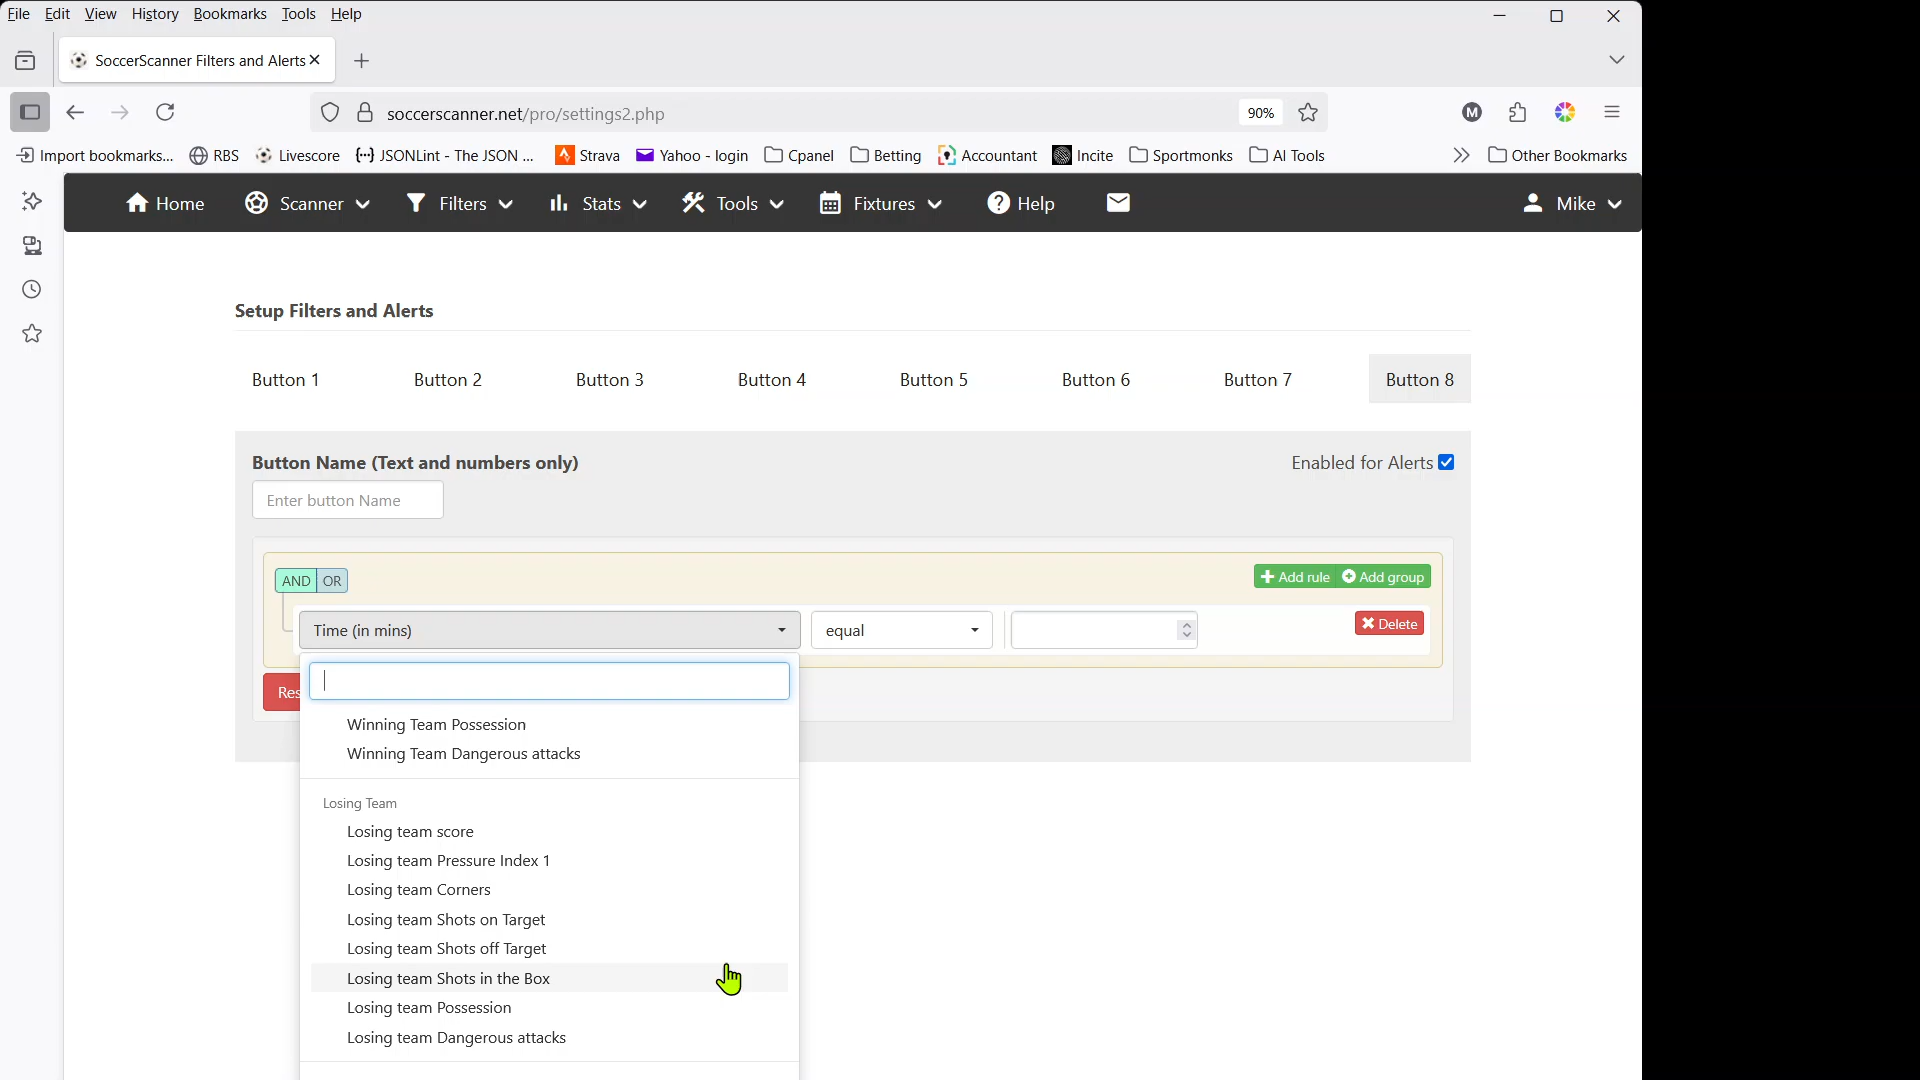 File Edit View History Bookmarks Tools Help
SoccerScanner Filters and Alerts
soccerscanner.net/pro/settings2.php
90%
M
Import bookmarks... RBS Livescore JSONLint - The JSON ... Strava Yahoo - login Cpanel Betting Accountant Incite Sportmonks AI Tools Other Bookmarks
Home Scanner Filters Stats Tools Fixtures Help Mike
Setup Filters and Alerts
Button 1 Button 2 Button 3 Button 4 Button 5 Button 6 Button 7 Button 8
Button Name (Text and numbers only) Enabled for Alerts
Enter button Name
AND OR Add rule Add group
Time (in mins) equal Delete
Res
Winning Team Possession
Winning Team Dangerous attacks
Losing Team
Losing team score
Losing team Pressure Index 1
Losing team Corners
Losing team Shots on Target
Losing team Shots off Target
Losing team Shots in the Box
Losing team Possession
Losing team Dangerous attacks